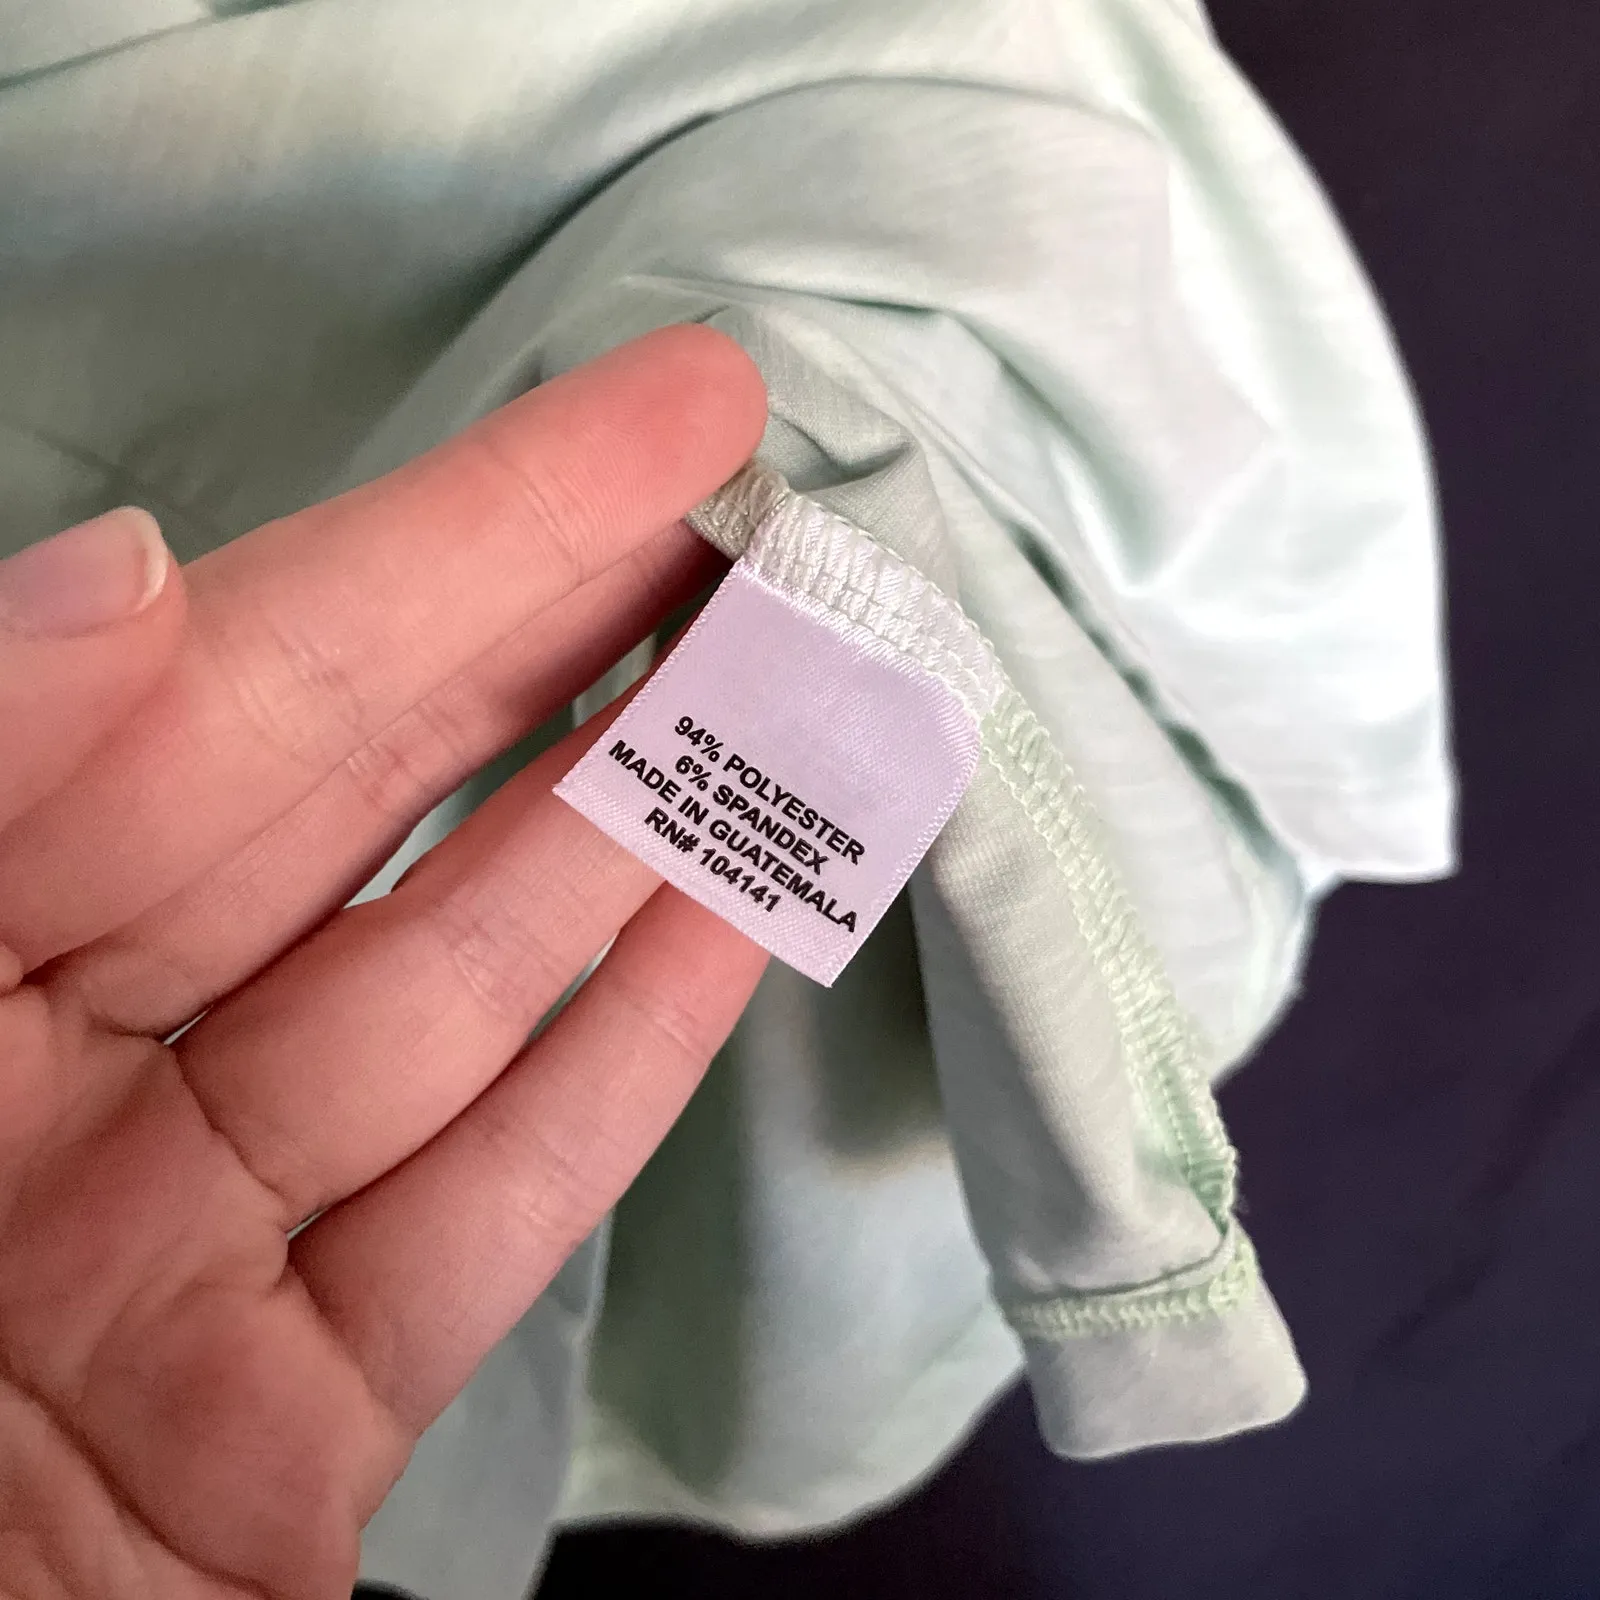 94% POLYESTER
6% SPANDEX
MADE IN GUATEMALA
RN# 104141